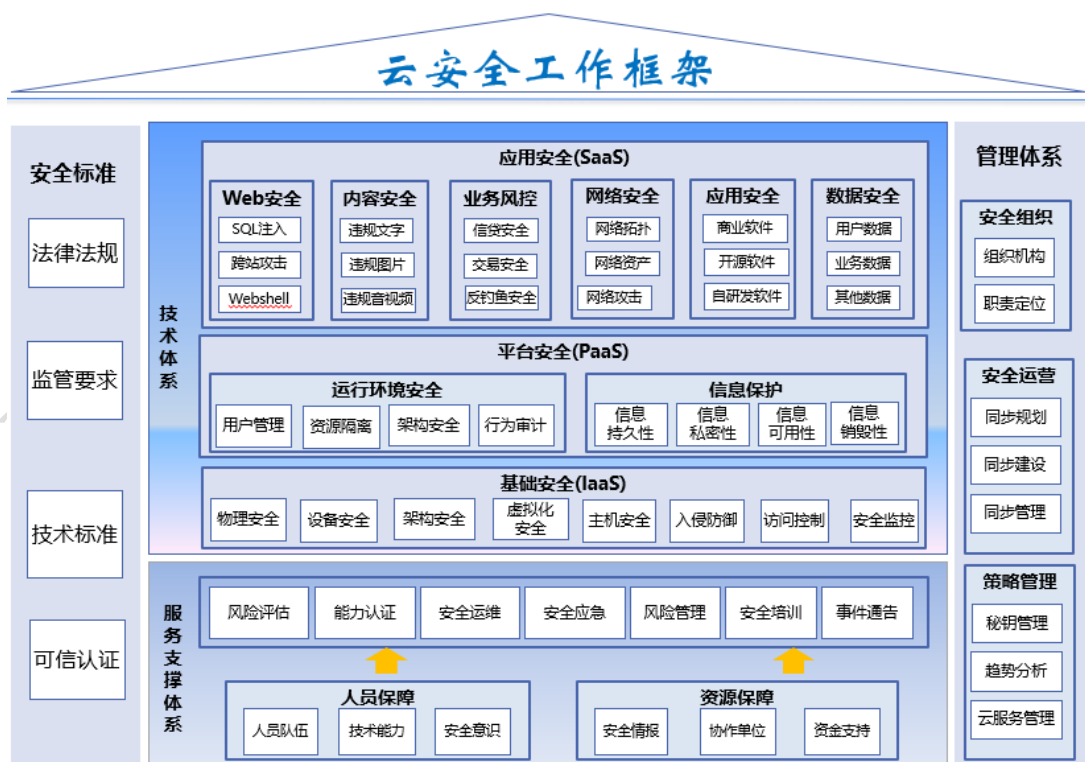 云安全工作框架
安全标准
法律法规
监管要求
技术标准
可信认证
技术体系
应用安全(SaaS)
Web安全
SQL注入
跨站攻击
Webshell
内容安全
违规文字
违规图片
违规音视频
业务风控
信贷安全
交易安全
反钓鱼安全
网络安全
网络拓扑
网络资产
网络攻击
应用安全
商业软件
开源软件
自研发软件
数据安全
用户数据
业务数据
其他数据
平台安全(PaaS)
运行环境安全
用户管理
资源隔离
架构安全
行为审计
信息保护
信息
持久性
信息
私密性
信息
可用性
信息
销毁性
基础安全(IaaS)
物理安全
设备安全
架构安全
虚拟化
安全
主机安全
入侵防御
访问控制
安全监控
服务支撑体系
风险评估
能力认证
安全运维
安全应急
风险管理
安全培训
事件通告
人员保障
人员队伍
技术能力
安全意识
资源保障
安全情报
协作单位
资金支持
管理体系
安全组织
组织机构
职责定位
安全运营
同步规划
同步建设
同步管理
策略管理
秘钥管理
趋势分析
云服务管理